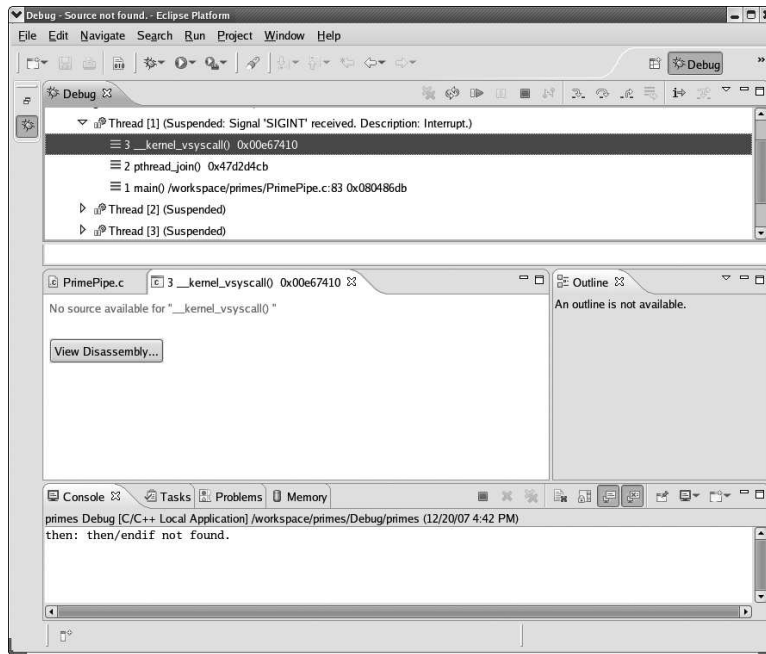 Debug - Source not found. - Eclipse Platform
File Edit Navigate Search Run Project Window Help
Debug
Debug
Thread [1] (Suspended: Signal 'SIGINT' received. Description: Interrupt.)
3 __kernel_vsyscall() 0x00e67410
2 pthread_join() 0x47d2d4cb
1 main() /workspace/primes/PrimePipe.c:83 0x080486db
Thread [2] (Suspended)
Thread [3] (Suspended)
PrimePipe.c 3 __kernel_vsyscall() 0x00e67410 Outline
No source available for "__kernel_vsyscall() "
An outline is not available.
View Disassembly...
Console Tasks Problems Memory
primes Debug [C/C++ Local Application] /workspace/primes/Debug/primes (12/20/07 4:42 PM)
then: then/endif not found.